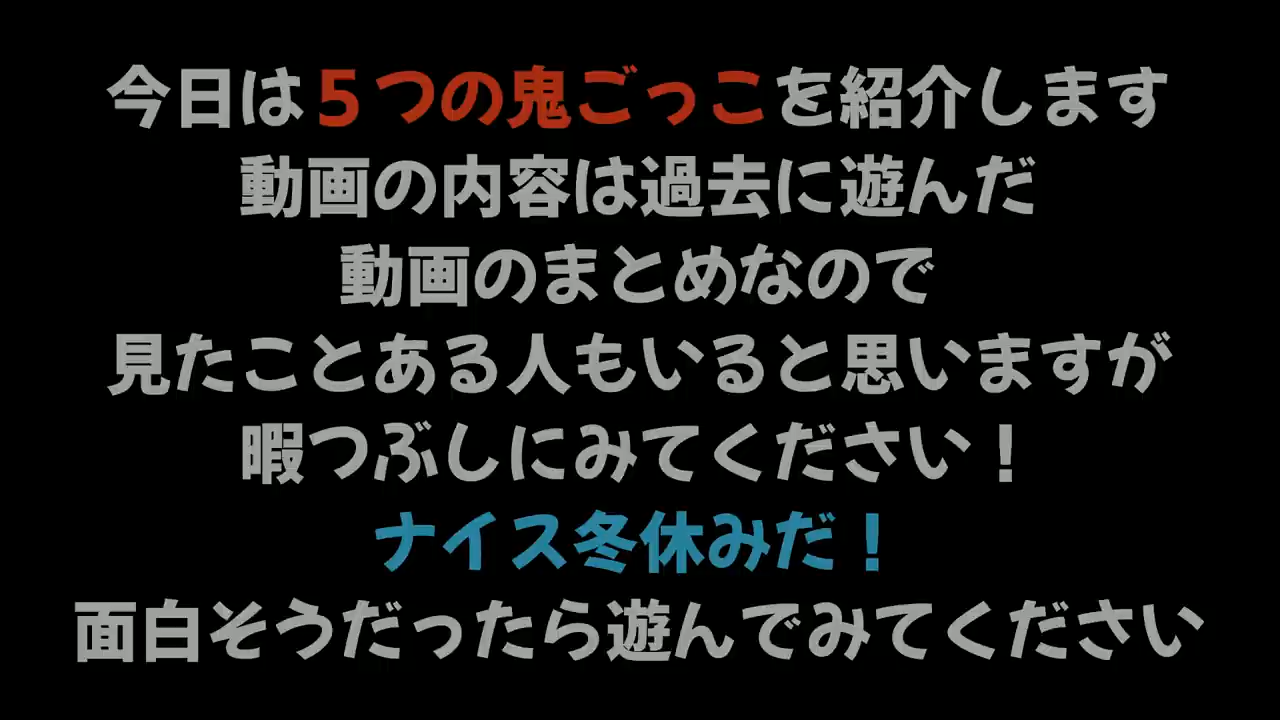 今日は５つの鬼ごっこを紹介します
動画の内容は過去に遊んだ
動画のまとめなので
見たことある人もいると思いますが
暇つぶしにみてください！
ナイス冬休みだ！
面白そうだったら遊んでみてください